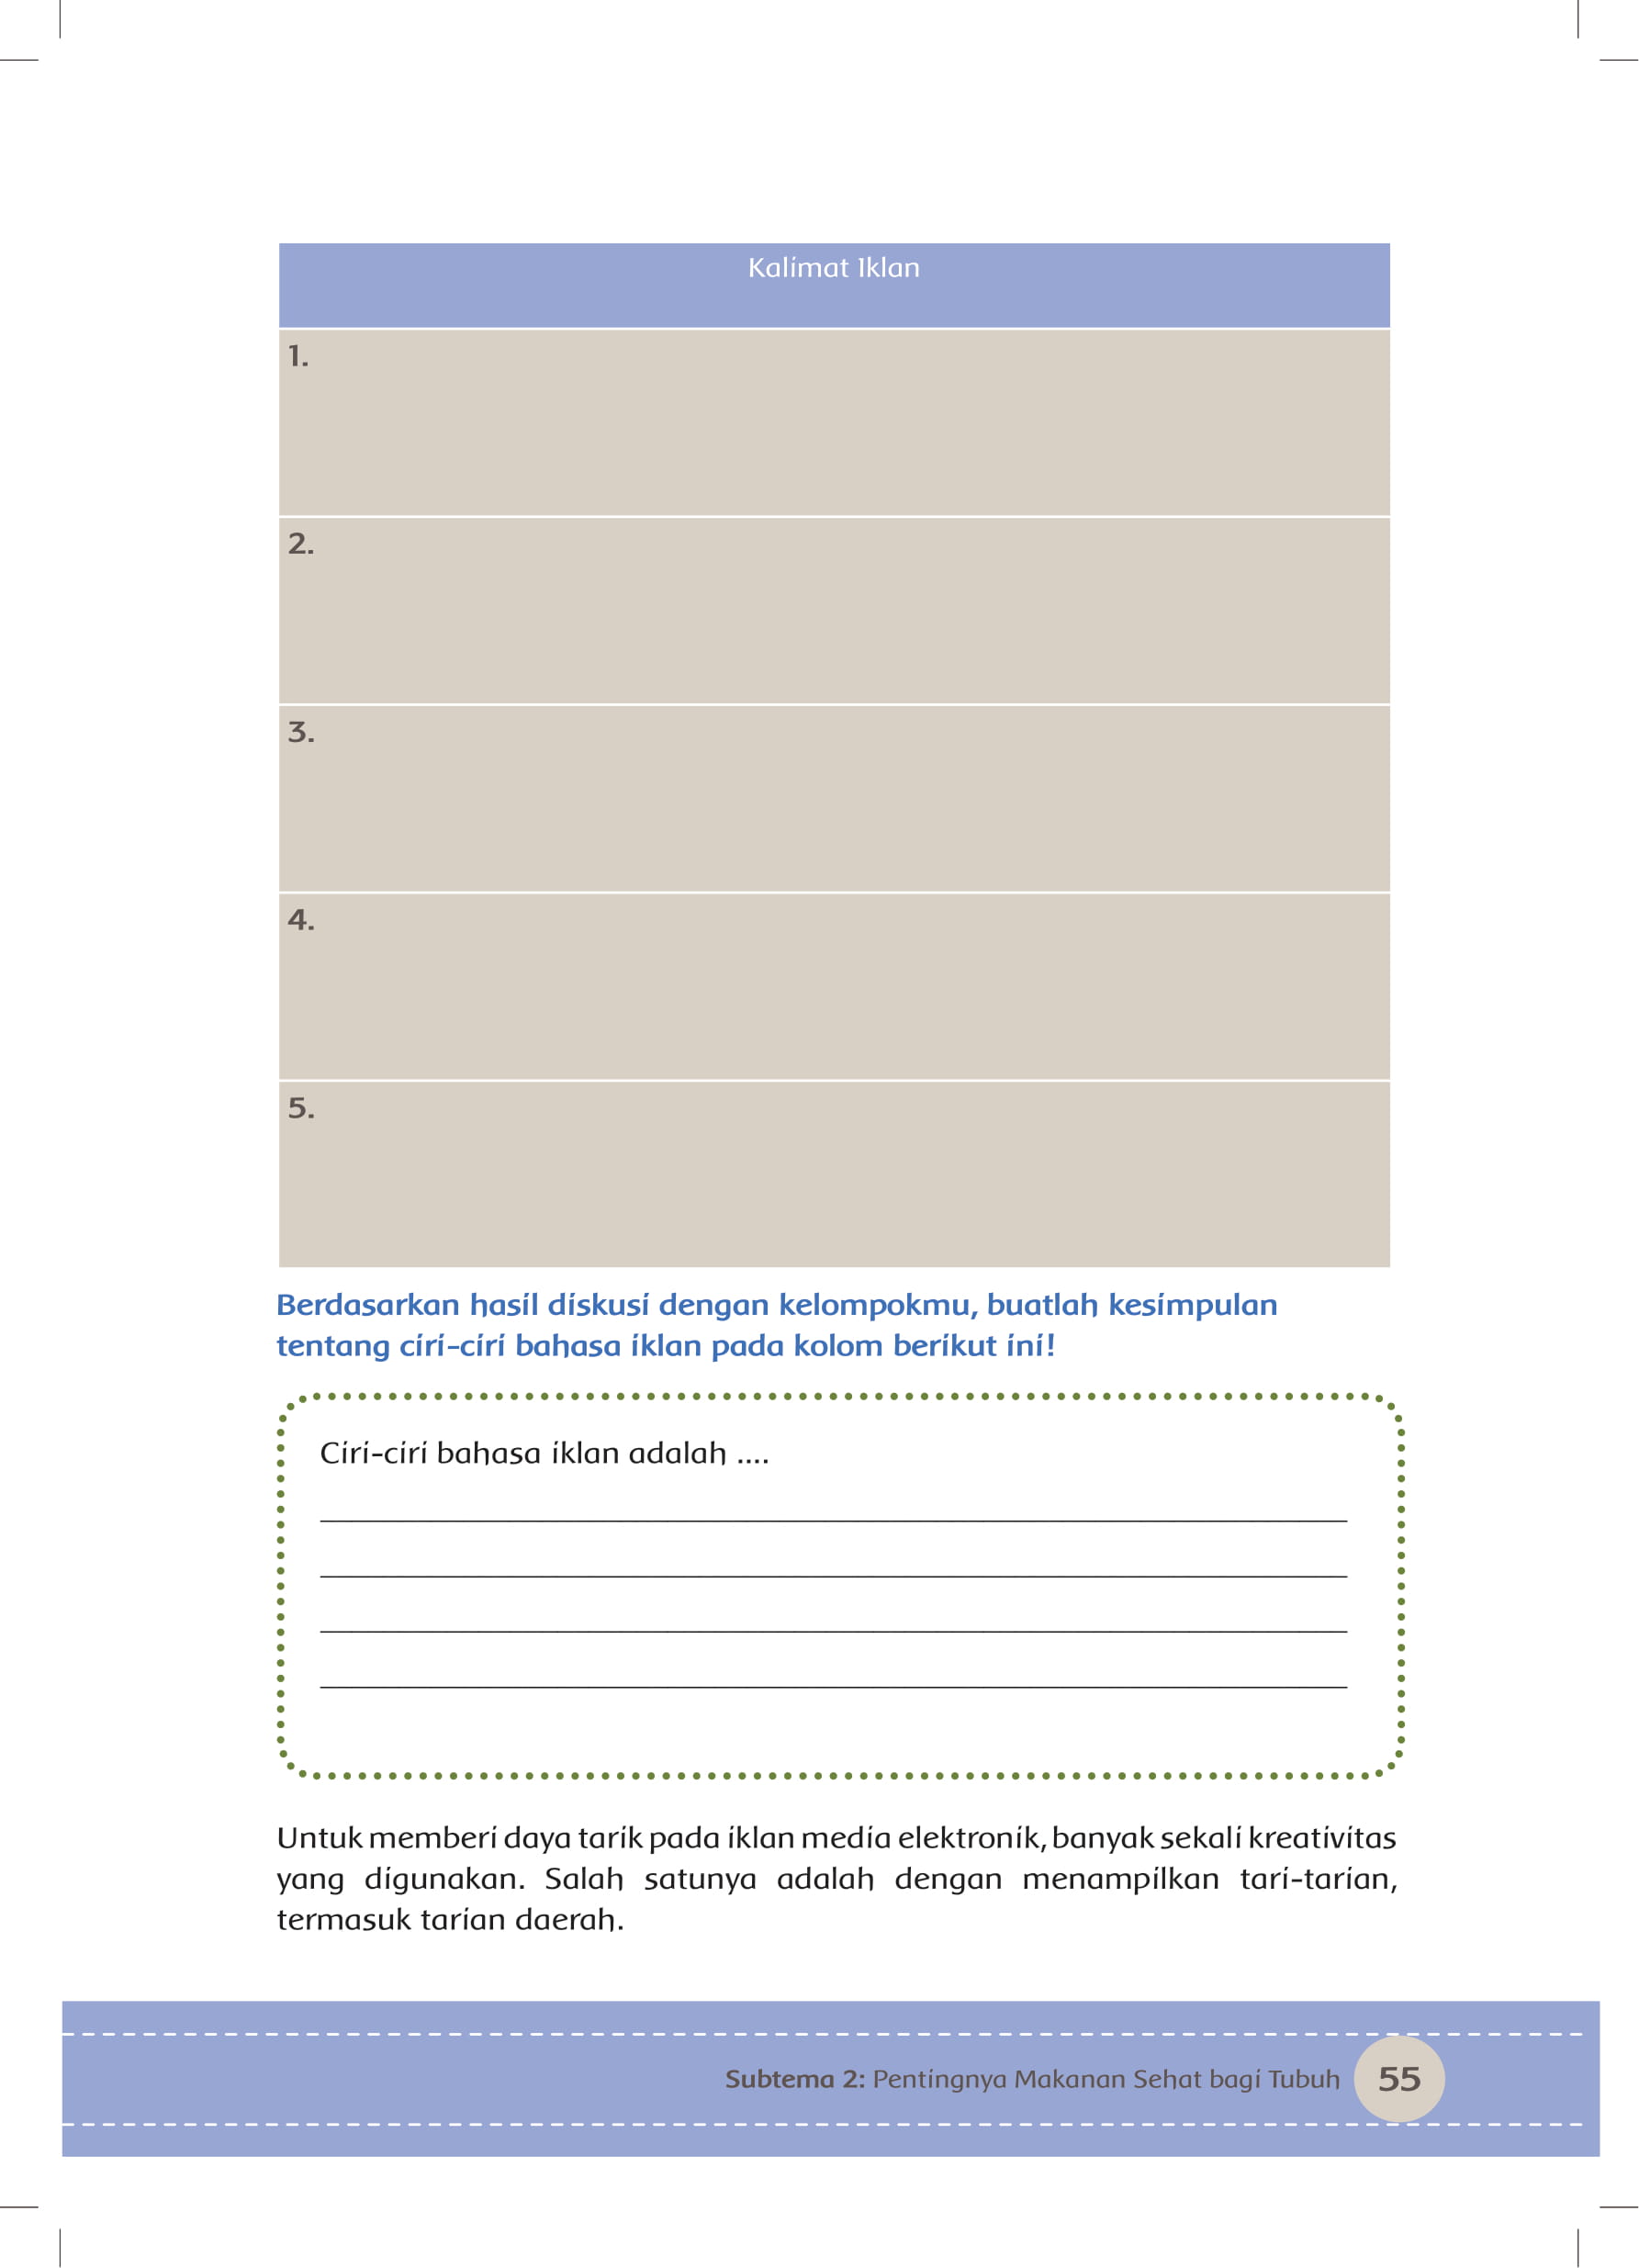 Kalimat Iklan
1.
2.
3.
4.
5.
Berdasarkan hasil diskusi dengan kelompokmu, buatlah kesimpulan
tentang ciri-ciri bahasa iklan pada kolom berikut ini!
Ciri-ciri bahasa iklan adalah ....
Untuk memberi daya tarik pada iklan media elektronik, banyak sekali kreativitas
yang digunakan. Salah satunya adalah dengan menampilkan tari-tarian,
termasuk tarian daerah.
Subtema 2: Pentingnya Makanan Sehat bagi Tubuh 55